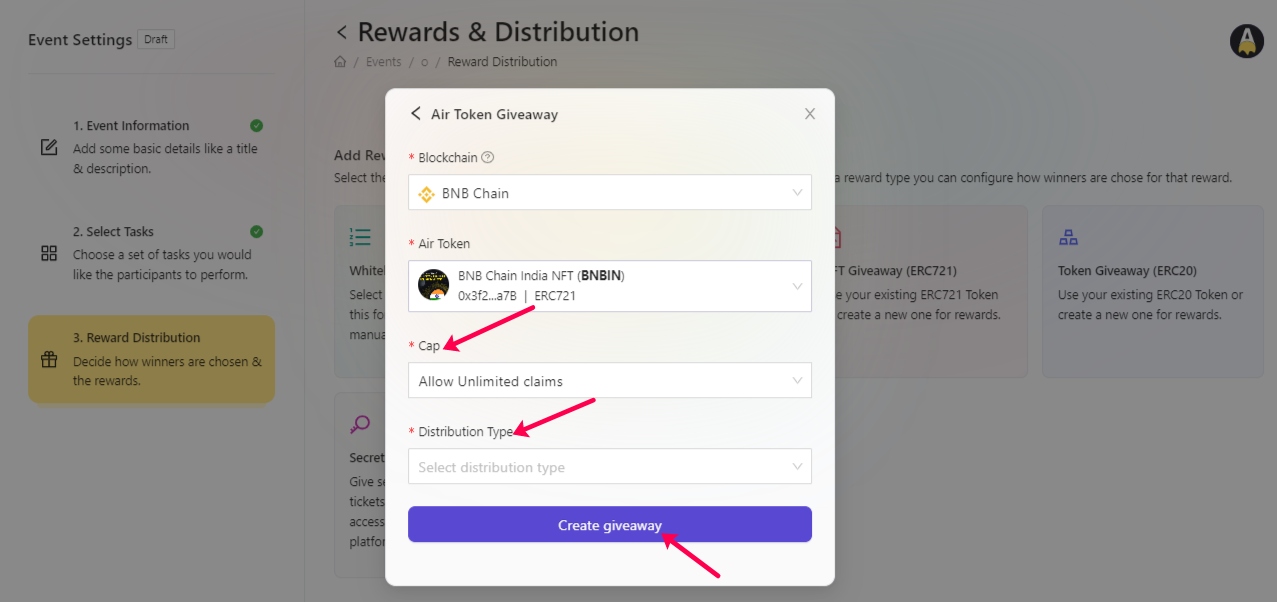 Event Settings Draft
1. Event Information
Add some basic details like a title
& description.
2. Select Tasks
Choose a set of tasks you would
like the participants to perform.
3. Reward Distribution
Decide how winners are chosen &
the rewards.
Rewards & Distribution
/ Events / o / Reward Distribution
Add Re
Select the
a reward type you can configure how winners are chose for that reward.
White
Select
this fo
manua
FT Giveaway (ERC721)
e your existing ERC721 Token
create a new one for rewards.
Token Giveaway (ERC20)
Use your existing ERC20 Token or
create a new one for rewards.
Secret
Give se
tickets
access
platfor
Air Token Giveaway
* Blockchain
BNB Chain
* Air Token
BNB Chain India NFT (BNBIN)
0x3f2...a7B | ERC721
* Cap
Allow Unlimited claims
* Distribution Type
Select distribution type
Create giveaway